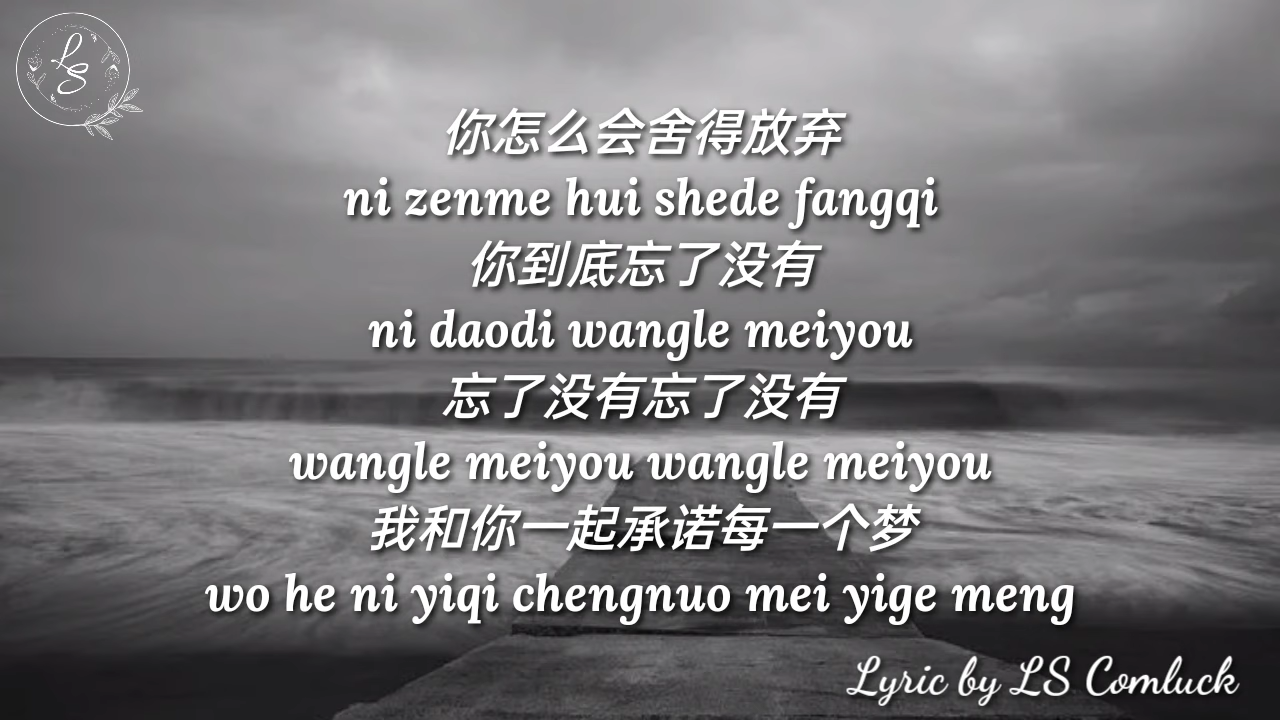 LS
你怎么会舍得放弃
ni zenme hui shede fangqi
你到底忘了没有
ni daodi wangle meiyou
忘了没有忘了没有
wangle meiyou wangle meiyou
我和你一起承诺每一个梦
wo he ni yiqi chengnuo mei yige meng
Lyric by LS Comluck